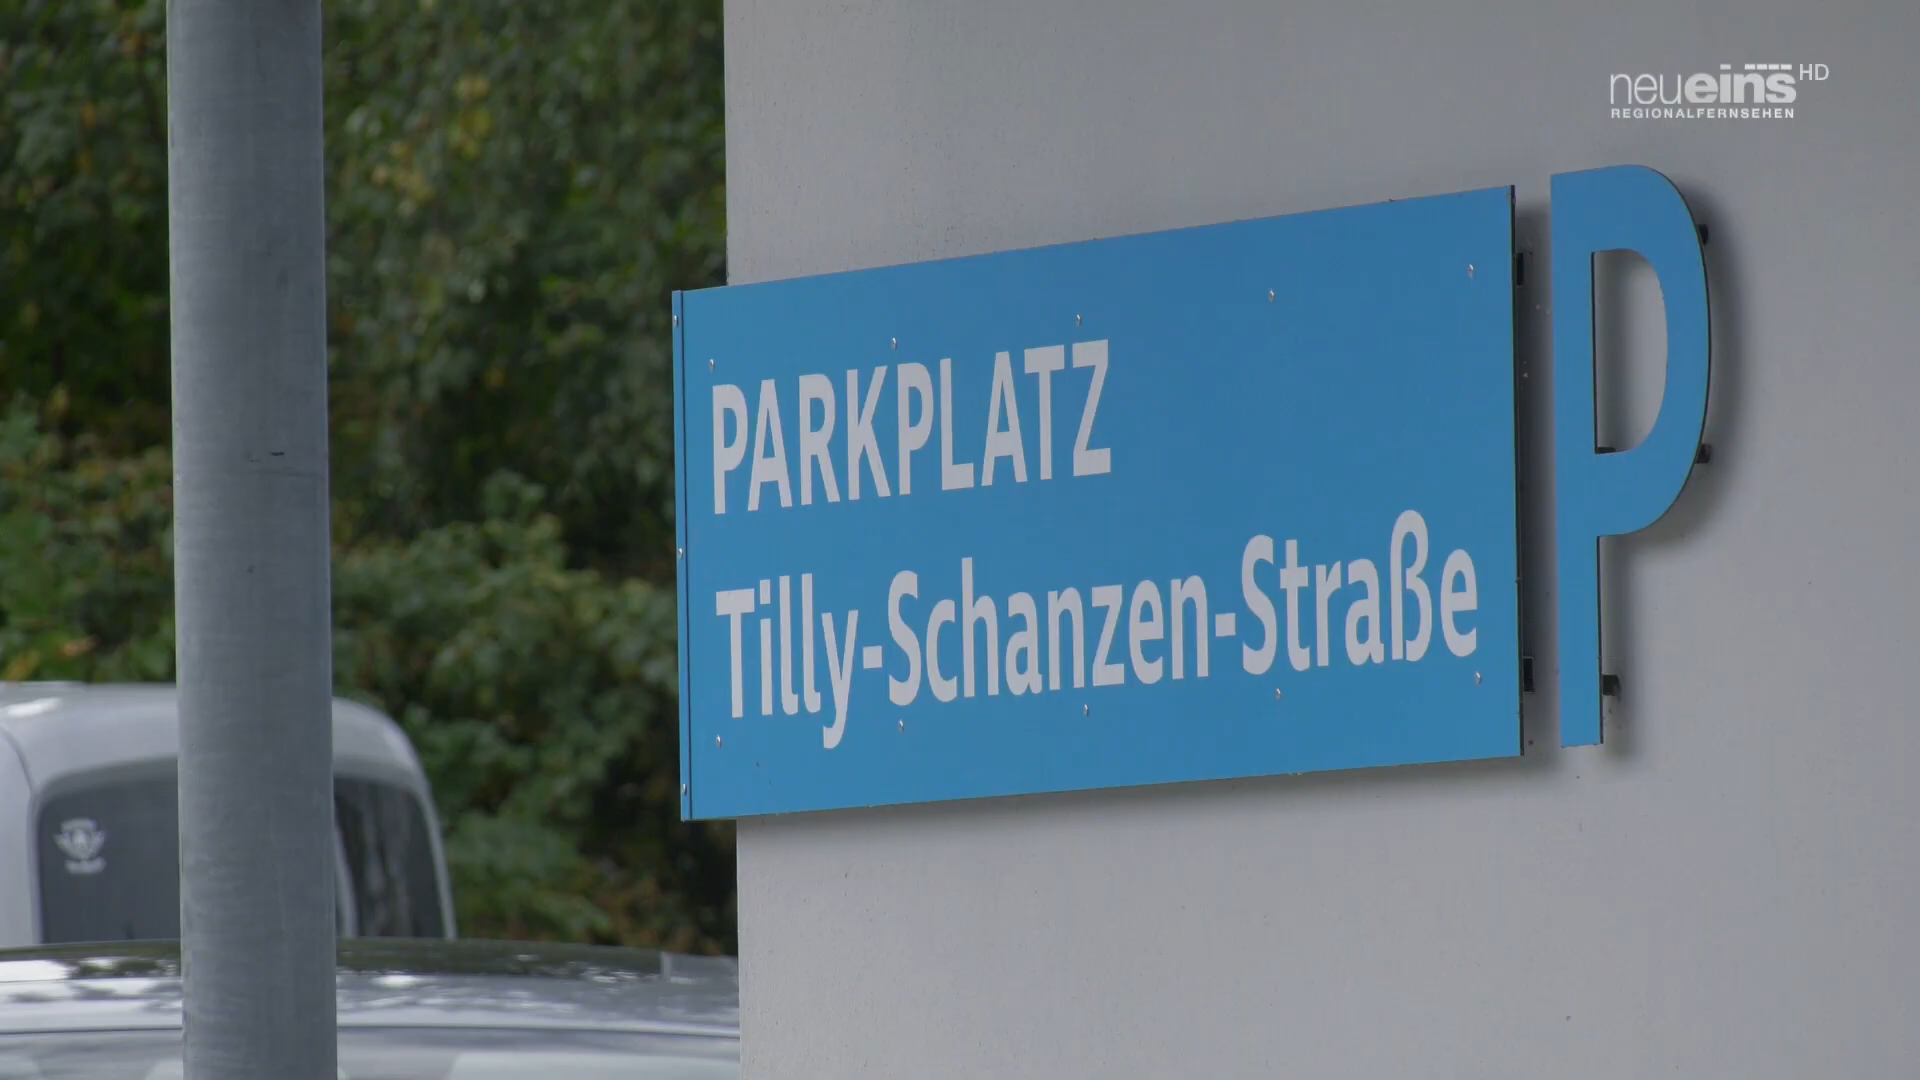 neueins HD
REGIONALFERNSEHEN
PARKPLATZ
Tilly-Schanzen-Straße
P